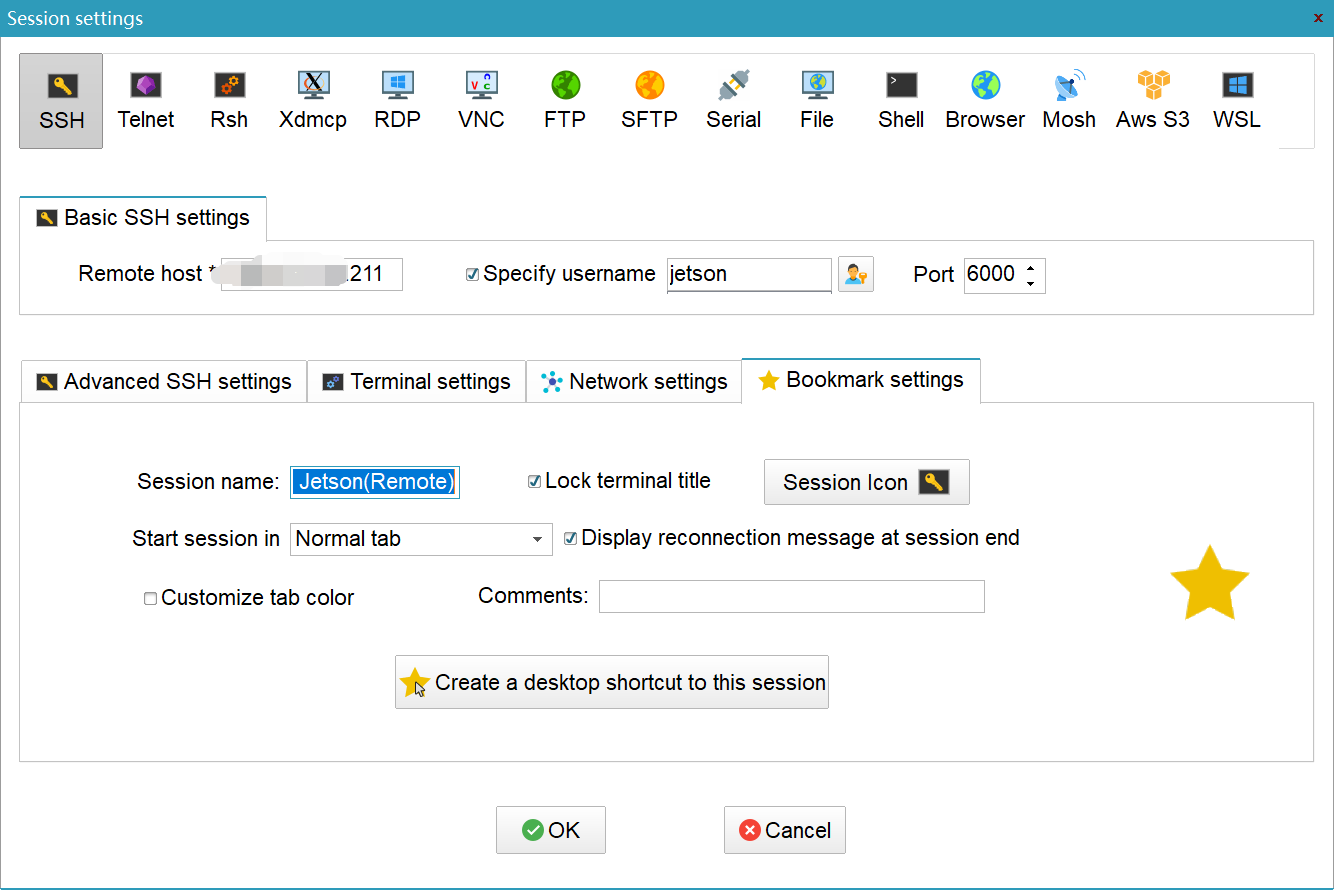 Session settings
SSH Telnet Rsh Xdmcp RDP VNC FTP SFTP Serial File Shell Browser Mosh Aws S3 WSL
Basic SSH settings
Remote host * .211 Specify username jetson Port 6000
Advanced SSH settings Terminal settings Network settings Bookmark settings
Session name: Jetson(Remote) Lock terminal title Session Icon
Start session in Normal tab Display reconnection message at session end
Customize tab color Comments:
Create a desktop shortcut to this session
OK Cancel